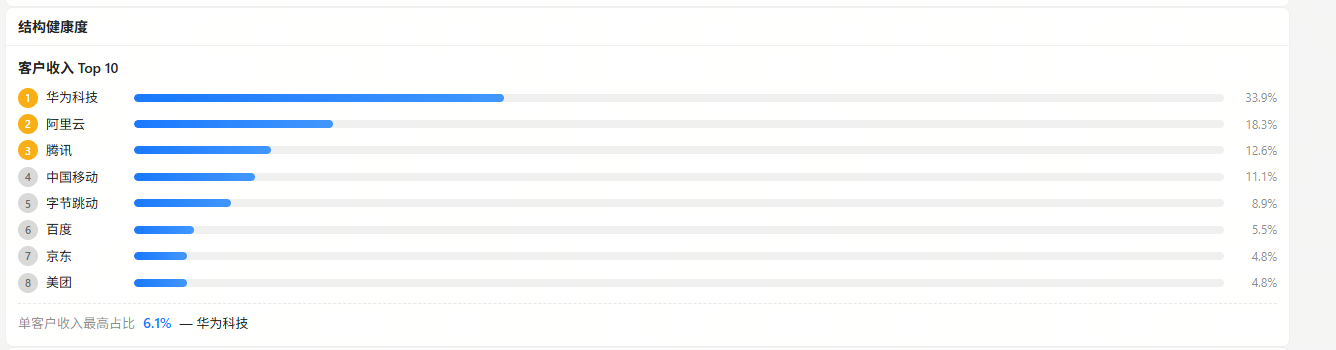 结构健康度
客户收入 Top 10
1 华为科技 33.9%
2 阿里云 18.3%
3 腾讯 12.6%
4 中国移动 11.1%
5 字节跳动 8.9%
6 百度 5.5%
7 京东 4.8%
8 美团 4.8%
单客户收入最高占比 6.1% — 华为科技